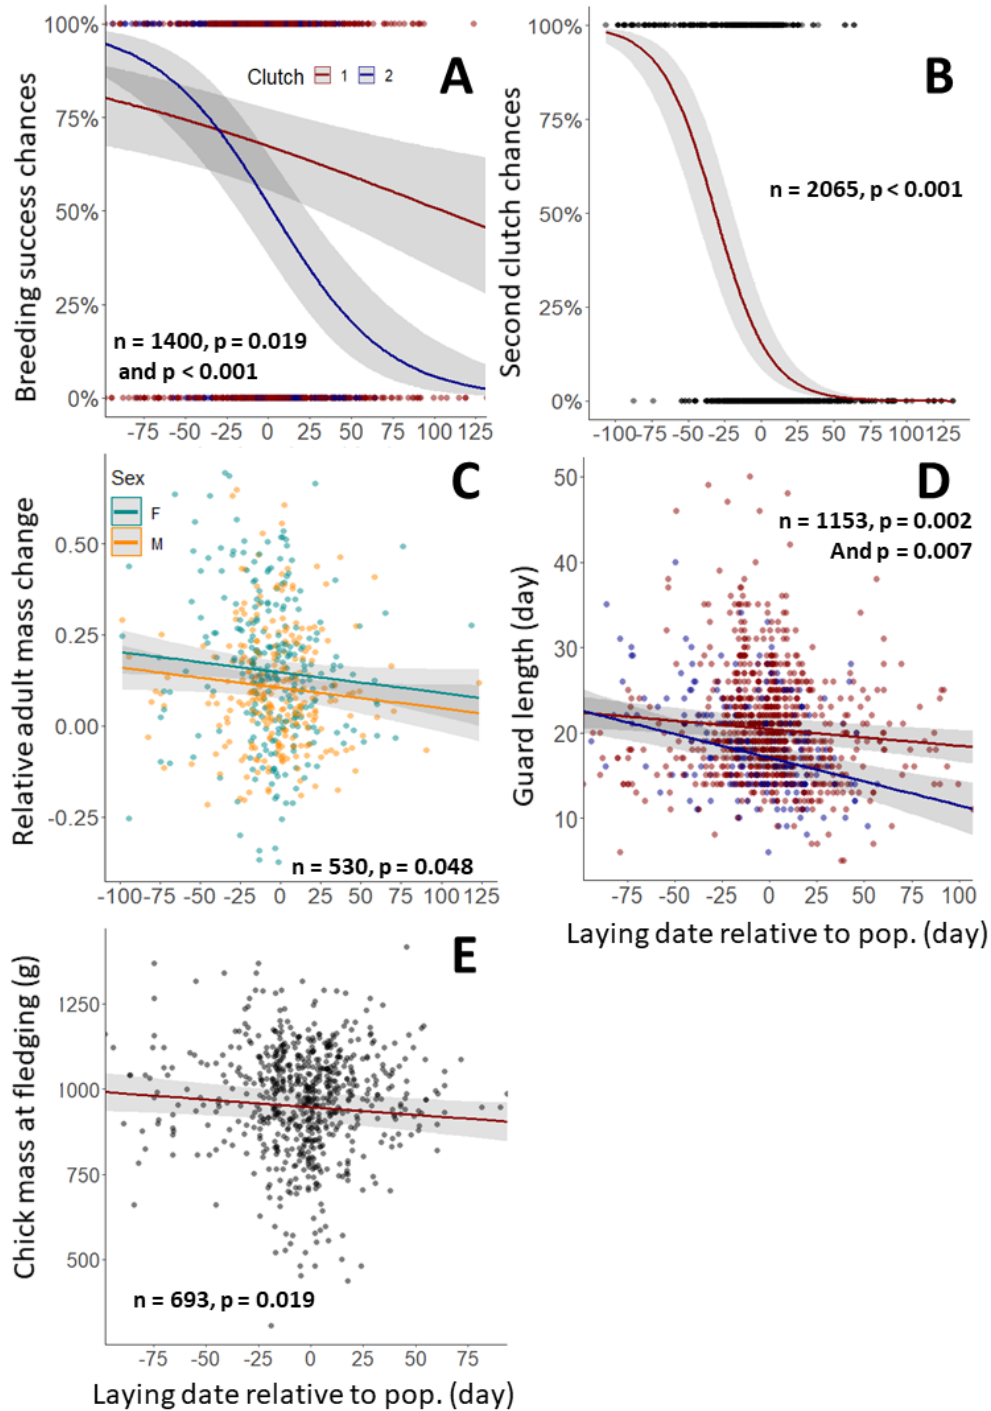 A
Clutch 1 2
Breeding success chances
100%
75%
50%
25%
0%
n = 1400, p = 0.019
and p < 0.001
-75 -50 -25 0 25 50 75 100 125
B
Second clutch chances
100%
75%
50%
25%
0%
n = 2065, p < 0.001
-100 -75 -50 -25 0 25 50 75 100 125
C
Sex
F
M
Relative adult mass change
0.50
0.25
0.00
-0.25
n = 530, p = 0.048
-100 -75 -50 -25 0 25 50 75 100 125
D
n = 1153, p = 0.002
And p = 0.007
Guard length (day)
50
40
30
20
10
-75 -50 -25 0 25 50 75 100
Laying date relative to pop. (day)
E
Chick mass at fledging (g)
1250
1000
750
500
n = 693, p = 0.019
-75 -50 -25 0 25 50 75
Laying date relative to pop. (day)